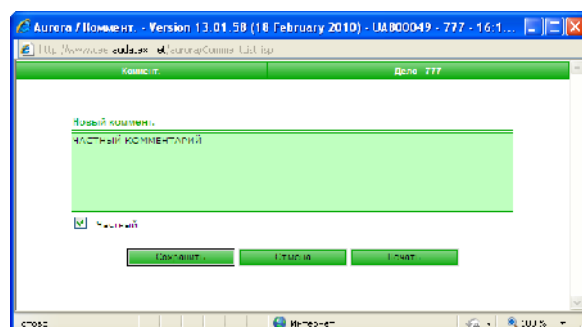 Aurora / Коммент. - Version 13.01.58 (18 February 2010) - UAB00049 - 777 - 16:1...
Коммент. Дело 777
Новый коммент.
ЧАСТНЫЙ КОММЕНТАРИЙ
Частный
Сохранить Отмена Печать
Интернет 100%